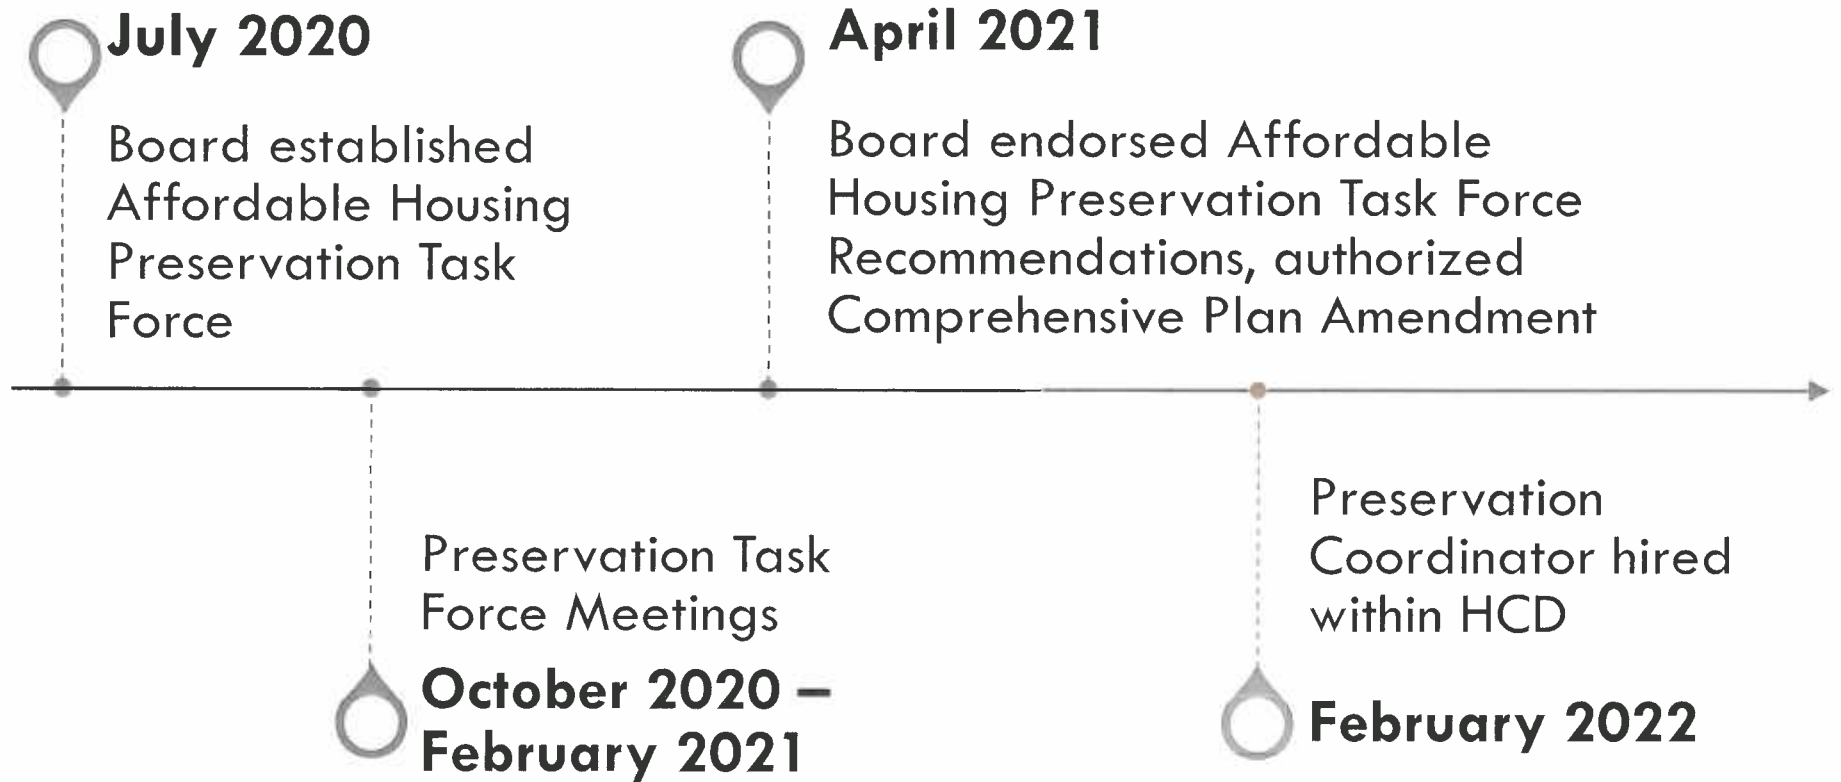 July 2020
Board established
Affordable Housing
Preservation Task
Force
April 2021
Board endorsed Affordable
Housing Preservation Task Force
Recommendations, authorized
Comprehensive Plan Amendment
Preservation Task
Force Meetings
October 2020 –
February 2021
Preservation
Coordinator hired
within HCD
February 2022